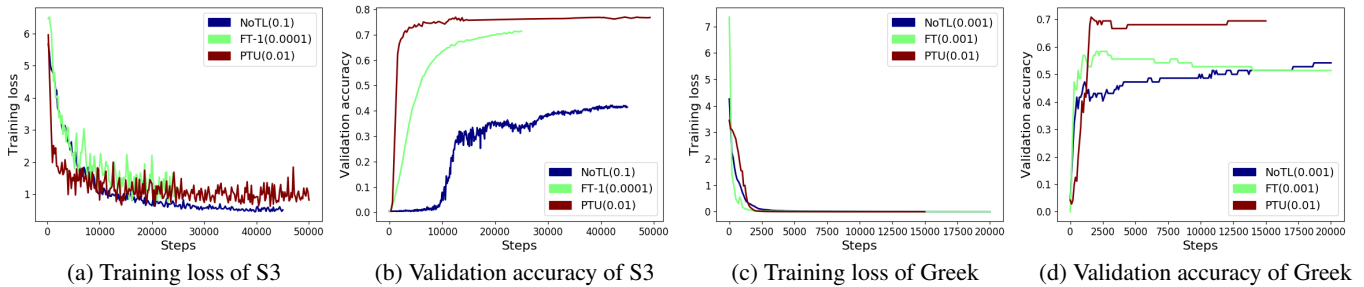 Training loss
6
5
4
3
2
1
0
10000
20000
30000
40000
50000
Steps
NoTL(0.1)
FT-1(0.0001)
PTU(0.01)
(a) Training loss of S3
Validation accuracy
0.8
0.7
0.6
0.5
0.4
0.3
0.2
0.1
0.0
0
10000
20000
30000
40000
50000
Steps
NoTL(0.1)
FT-1(0.0001)
PTU(0.01)
(b) Validation accuracy of S3
Training loss
7
6
5
4
3
2
1
0
0
2500
5000
7500
10000
12500
15000
17500
20000
Steps
NoTL(0.001)
FT(0.001)
PTU(0.01)
(c) Training loss of Greek
Validation accuracy
0.7
0.6
0.5
0.4
0.3
0.2
0.1
0.0
0
2500
5000
7500
10000
12500
15000
17500
20000
Steps
NoTL(0.001)
FT(0.001)
PTU(0.01)
(d) Validation accuracy of Greek